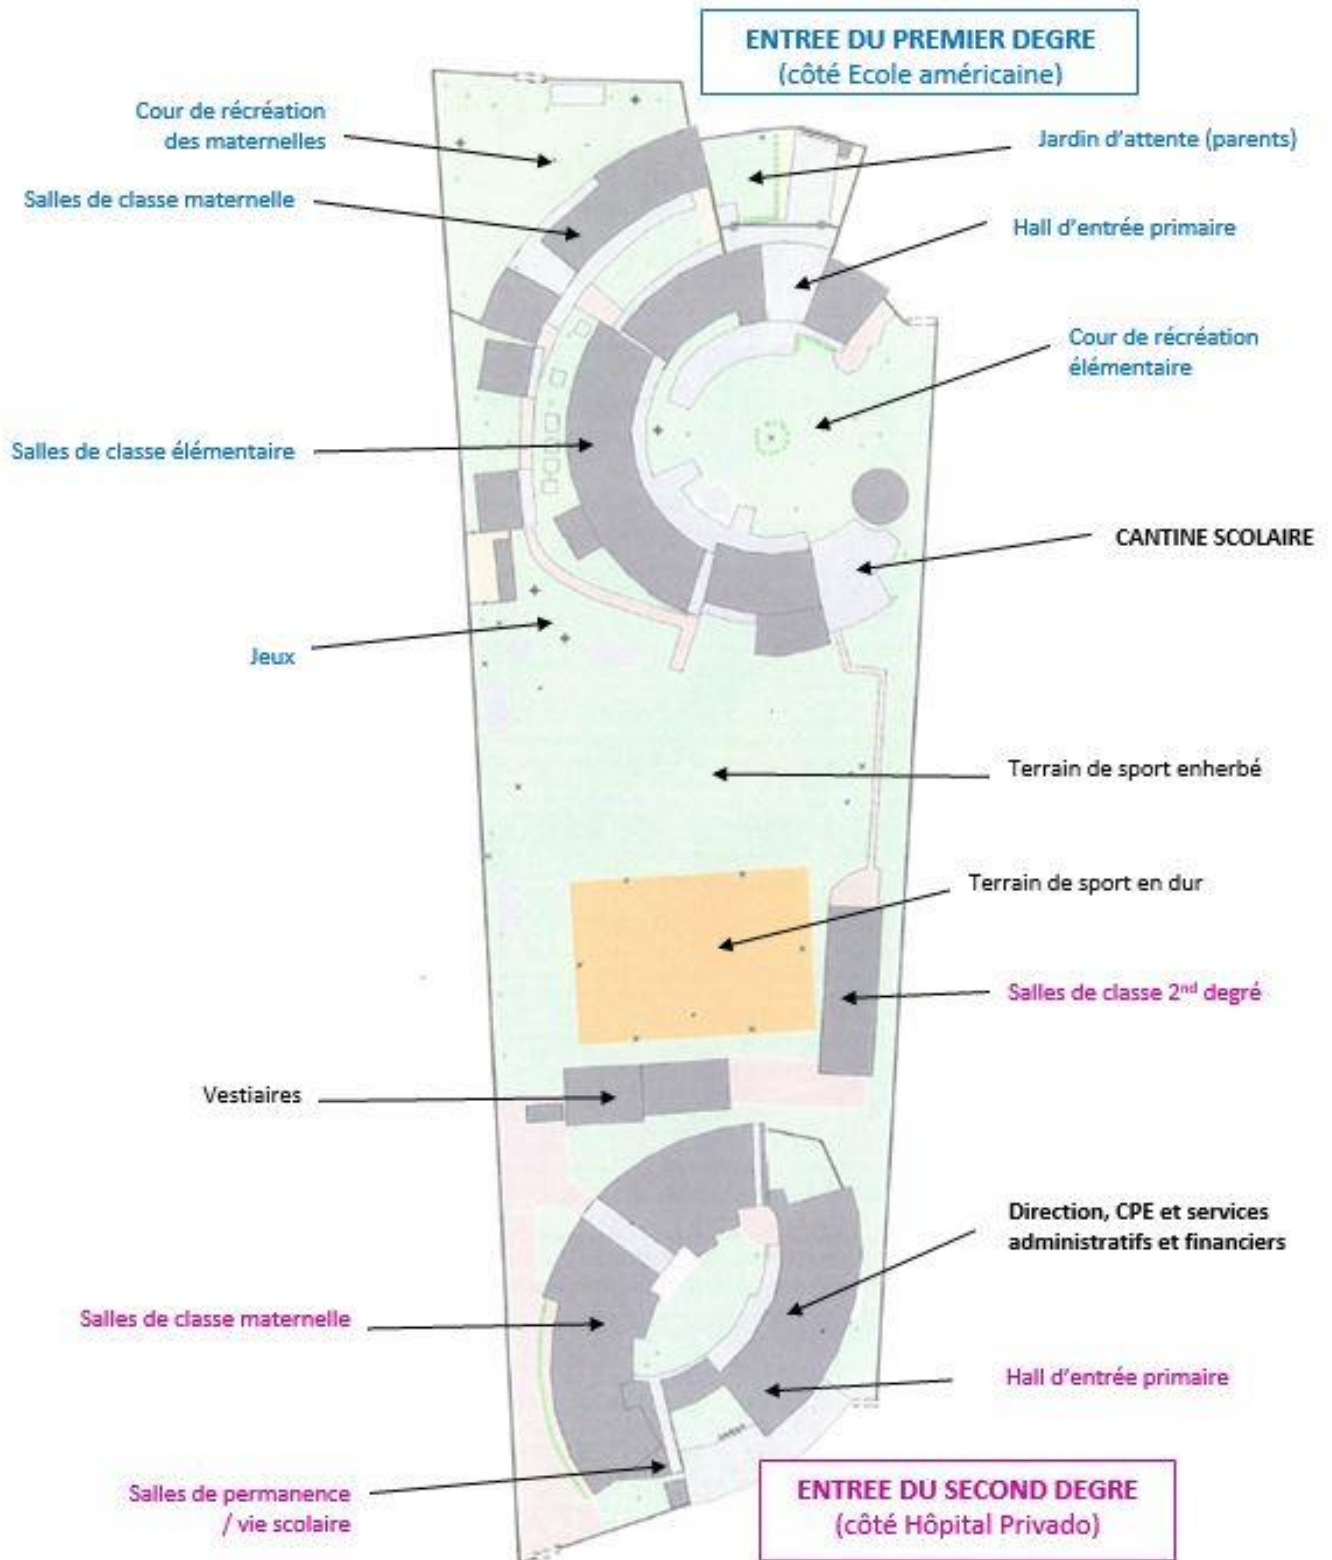 ENTREE DU PREMIER DEGRE
(côté Ecole américaine)
Cour de récréation
des maternelles
Jardin d'attente (parents)
Salles de classe maternelle
Hall d'entrée primaire
Cour de récréation
élémentaire
Salles de classe élémentaire
CANTINE SCOLAIRE
Jeux
Terrain de sport enherbé
Terrain de sport en dur
Salles de classe 2nd degré
Vestiaires
Direction, CPE et services
administratifs et financiers
Salles de classe maternelle
Hall d'entrée primaire
Salles de permanence
/ vie scolaire
ENTREE DU SECOND DEGRE
(côté Hôpital Privado)